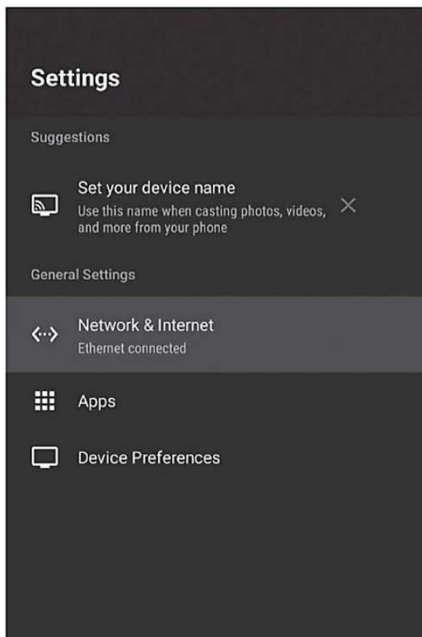 Settings
Suggestions
Set your device name
Use this name when casting photos, videos,
and more from your phone
General Settings
Network & Internet
Ethernet connected
Apps
Device Preferences